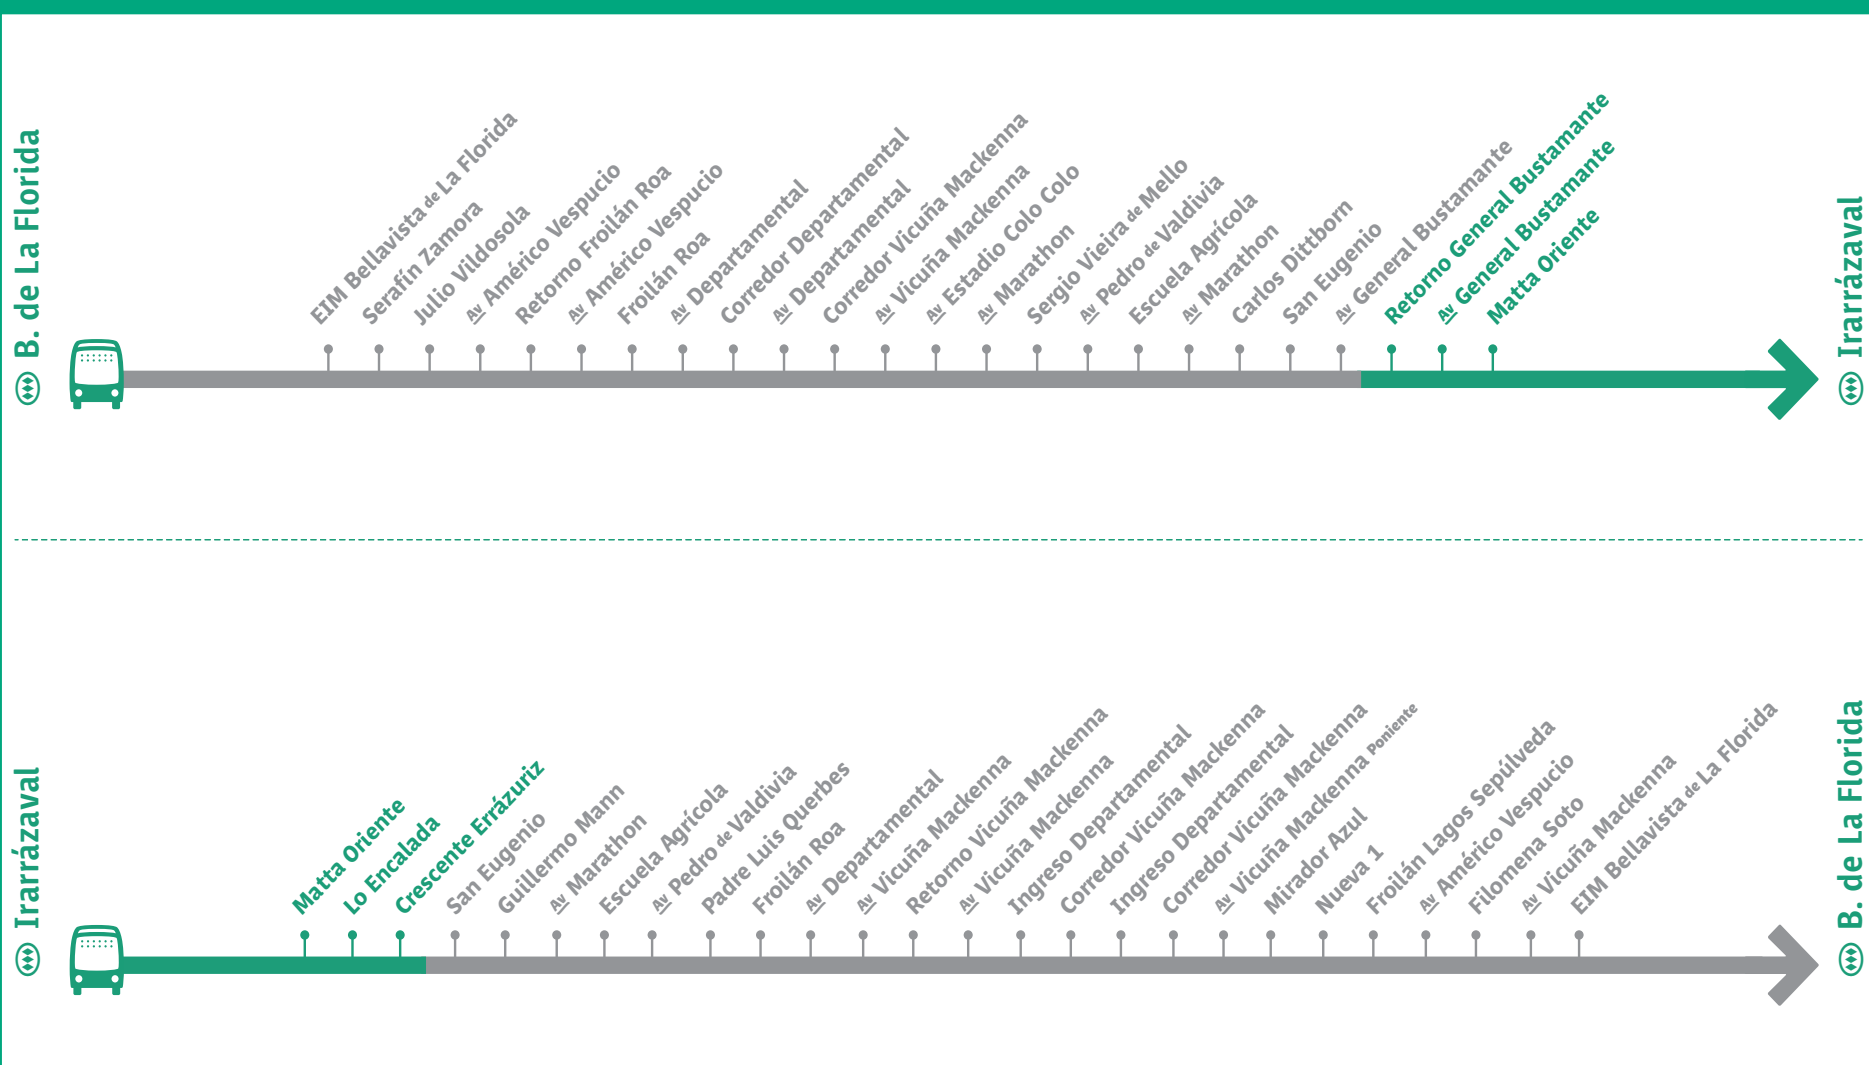 B. de La Florida
EIM Bellavista de La Florida
Serafín Zamora
Julio Vildosola
Av Américo Vespucio
Retorno Froilán Roa
Av Américo Vespucio
Froilán Roa
Av Departamental
Corredor Departamental
Av Departamental
Corredor Vicuña Mackenna
Av Vicuña Mackenna
Av Estadio Colo Colo
Av Marathon
Sergio Vieira de Mello
Av Pedro de Valdivia
Escuela Agrícola
Av Marathon
Carlos Dittborn
San Eugenio
Av General Bustamante
Retorno General Bustamante
Av General Bustamante
Matta Oriente
Irarrázaval
Irarrázaval
Matta Oriente
Lo Encalada
Crescente Errázuriz
San Eugenio
Guillermo Mann
Av Marathon
Escuela Agrícola
Av Pedro de Valdivia
Padre Luis Querbes
Froilán Roa
Av Departamental
Av Vicuña Mackenna
Retorno Vicuña Mackenna
Av Vicuña Mackenna
Ingreso Departamental
Corredor Vicuña Mackenna
Ingreso Departamental
Corredor Vicuña Mackenna
Av Vicuña Mackenna Poniente
Mirador Azul
Nueva 1
Froilán Lagos Sepúlveda
Av Américo Vespucio
Filomena Soto
Av Vicuña Mackenna
EIM Bellavista de La Florida
B. de La Florida